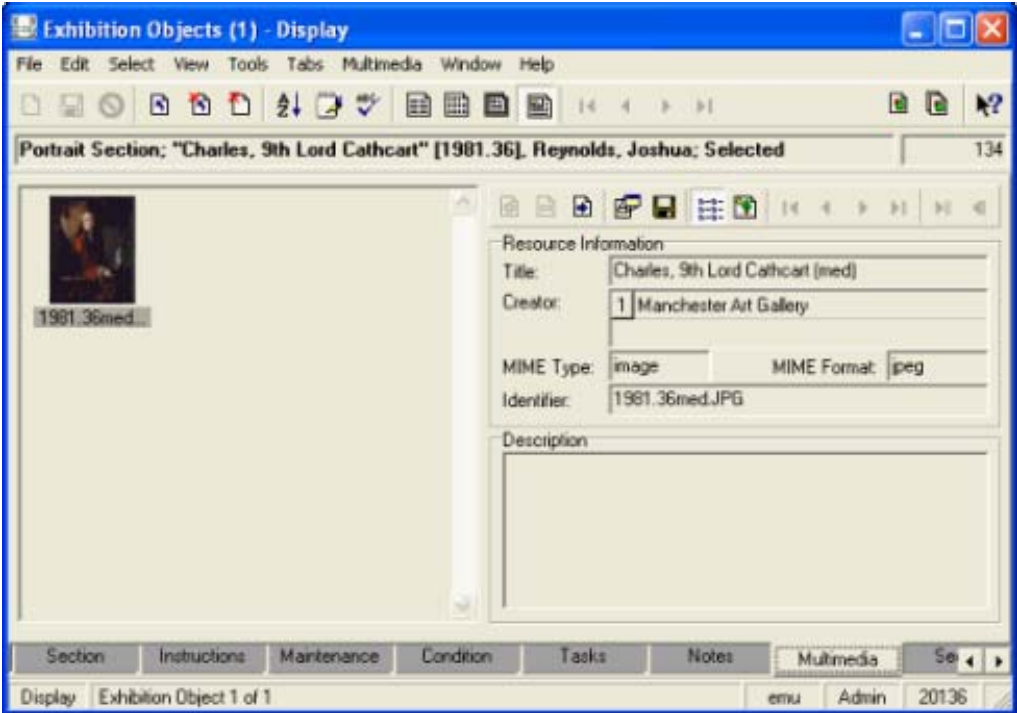 Exhibition Objects (1) - Display
File Edit Select View Tools Tabs Multimedia Window Help
Portrait Section; "Charles, 9th Lord Cathcart" [1981.36], Reynolds, Joshua; Selected 134
1981.36med...
Resource Information
Title: Charles, 9th Lord Cathcart (med)
Creator: 1 Manchester Art Gallery
MIME Type: image MIME Format: jpeg
Identifier: 1981.36med.JPG
Description
Section Instructions Maintenance Condition Tasks Notes Multimedia Sec
Display Exhibition Object 1 of 1 emu Admin 20136